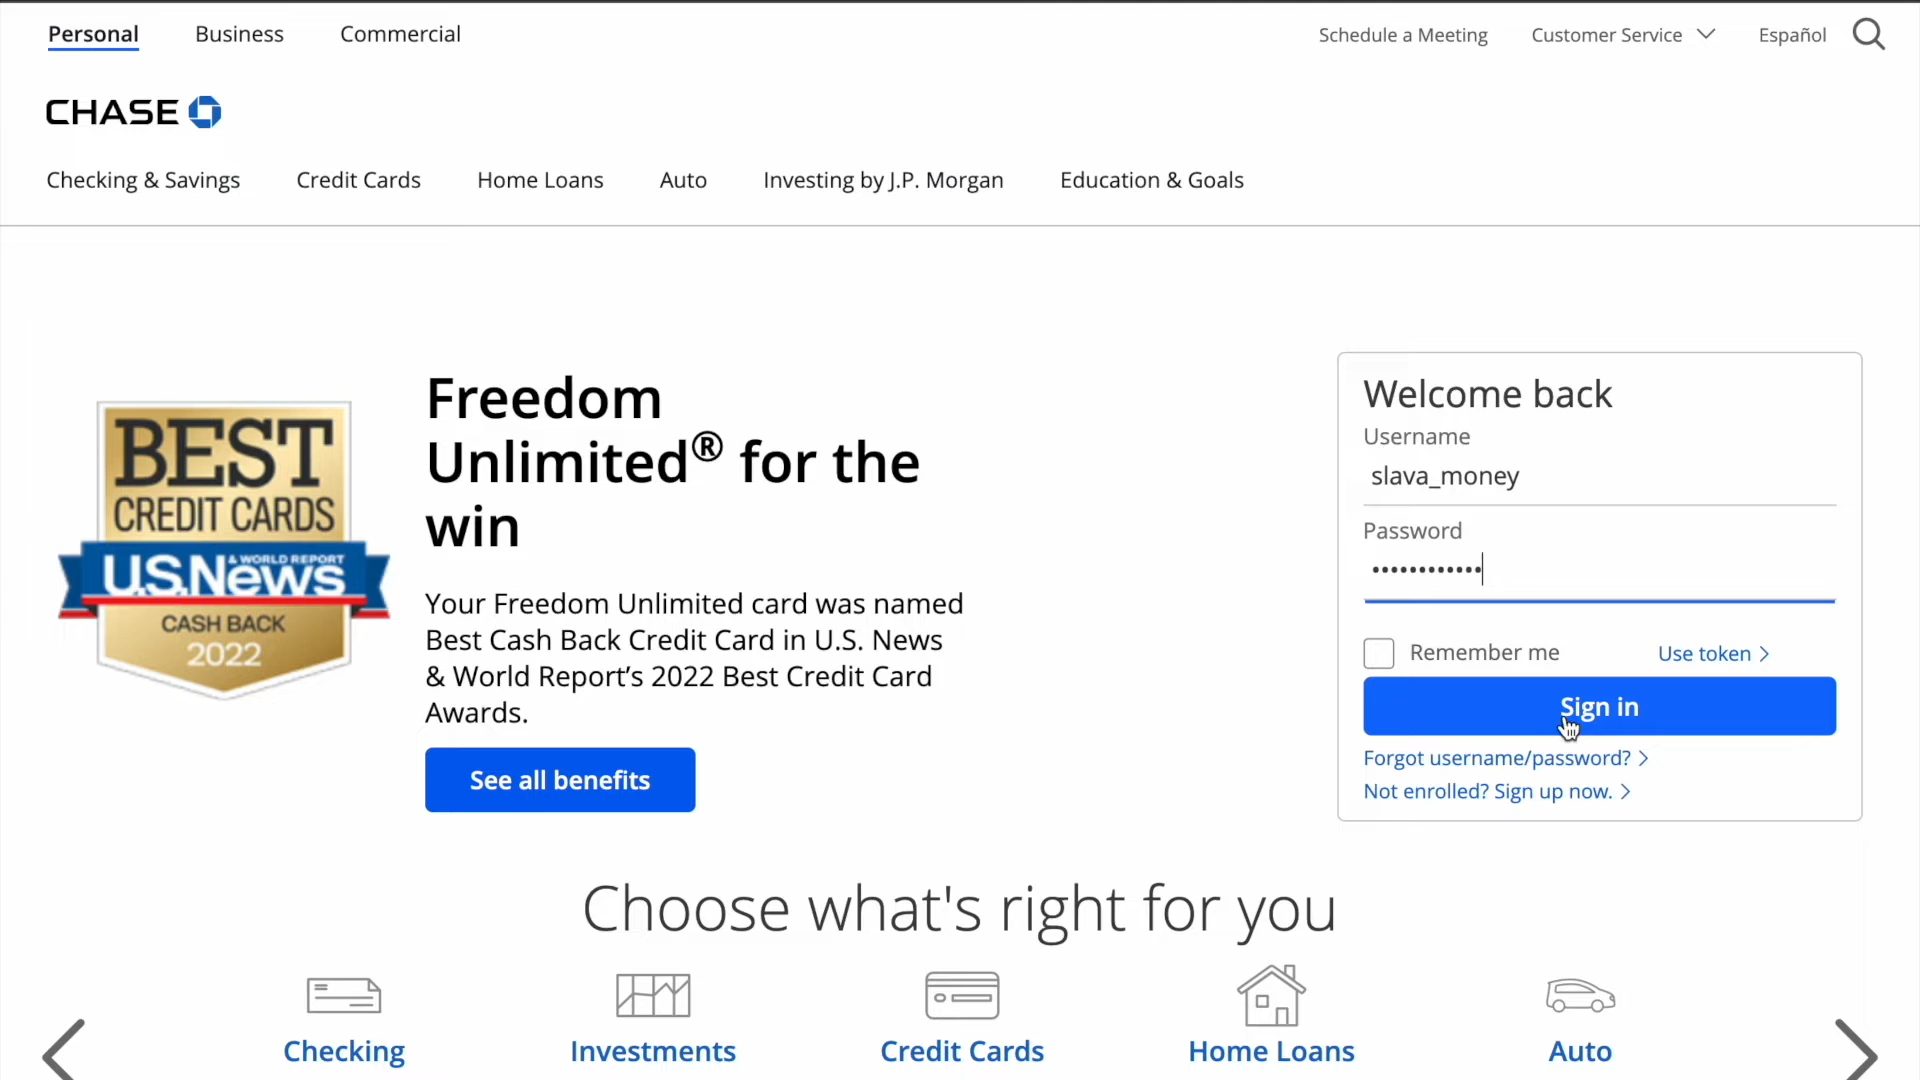 Personal Business Commercial Schedule a Meeting Customer Service Español
CHASE
Checking & Savings Credit Cards Home Loans Auto Investing by J.P. Morgan Education & Goals
BEST
CREDIT CARDS
U.S. News & WORLD REPORT
CASH BACK
2022
Freedom
Unlimited® for the
win
Your Freedom Unlimited card was named
Best Cash Back Credit Card in U.S. News
& World Report’s 2022 Best Credit Card
Awards.
See all benefits
Welcome back
Username
slava_money
Password
••••••••••••
Remember me Use token
Sign in
Forgot username/password?
Not enrolled? Sign up now.
Choose what's right for you
Checking Investments Credit Cards Home Loans Auto